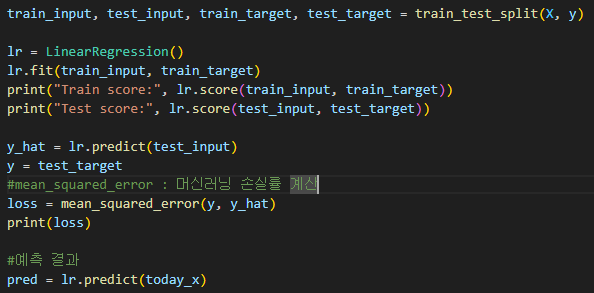 train_input, test_input, train_target, test_target = train_test_split(X, y)
lr = LinearRegression()
lr.fit(train_input, train_target)
print("Train score:", lr.score(train_input, train_target))
print("Test score:", lr.score(test_input, test_target))
y_hat = lr.predict(test_input)
y = test_target
#mean_squared_error : 머신러닝 손실률 계산
loss = mean_squared_error(y, y_hat)
print(loss)
#예측 결과
pred = lr.predict(today_x)